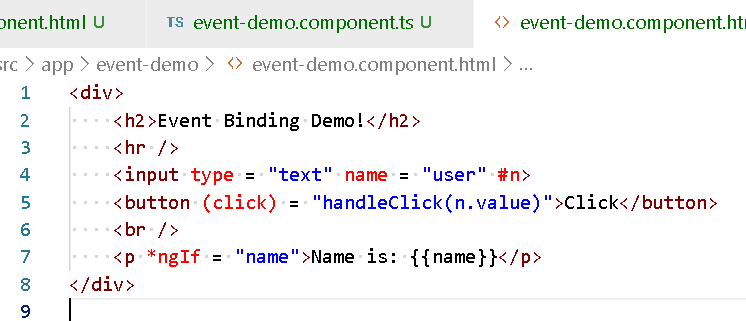 onent.html U TS event-demo.component.ts U <> event-demo.component.htm
src > app > event-demo > <> event-demo.component.html > ...
1 <div>
2 ····<h2>Event·Binding·Demo!</h2>
3 ····<hr·/>
4 ····<input·type·=·"text"·name·=·"user"·#n>
5 ····<button·(click)·=·"handleClick(n.value)">Click</button>
6 ····<br·/>
7 ····<p·*ngIf·=·"name">Name·is:·{{name}}</p>
8 </div>
9